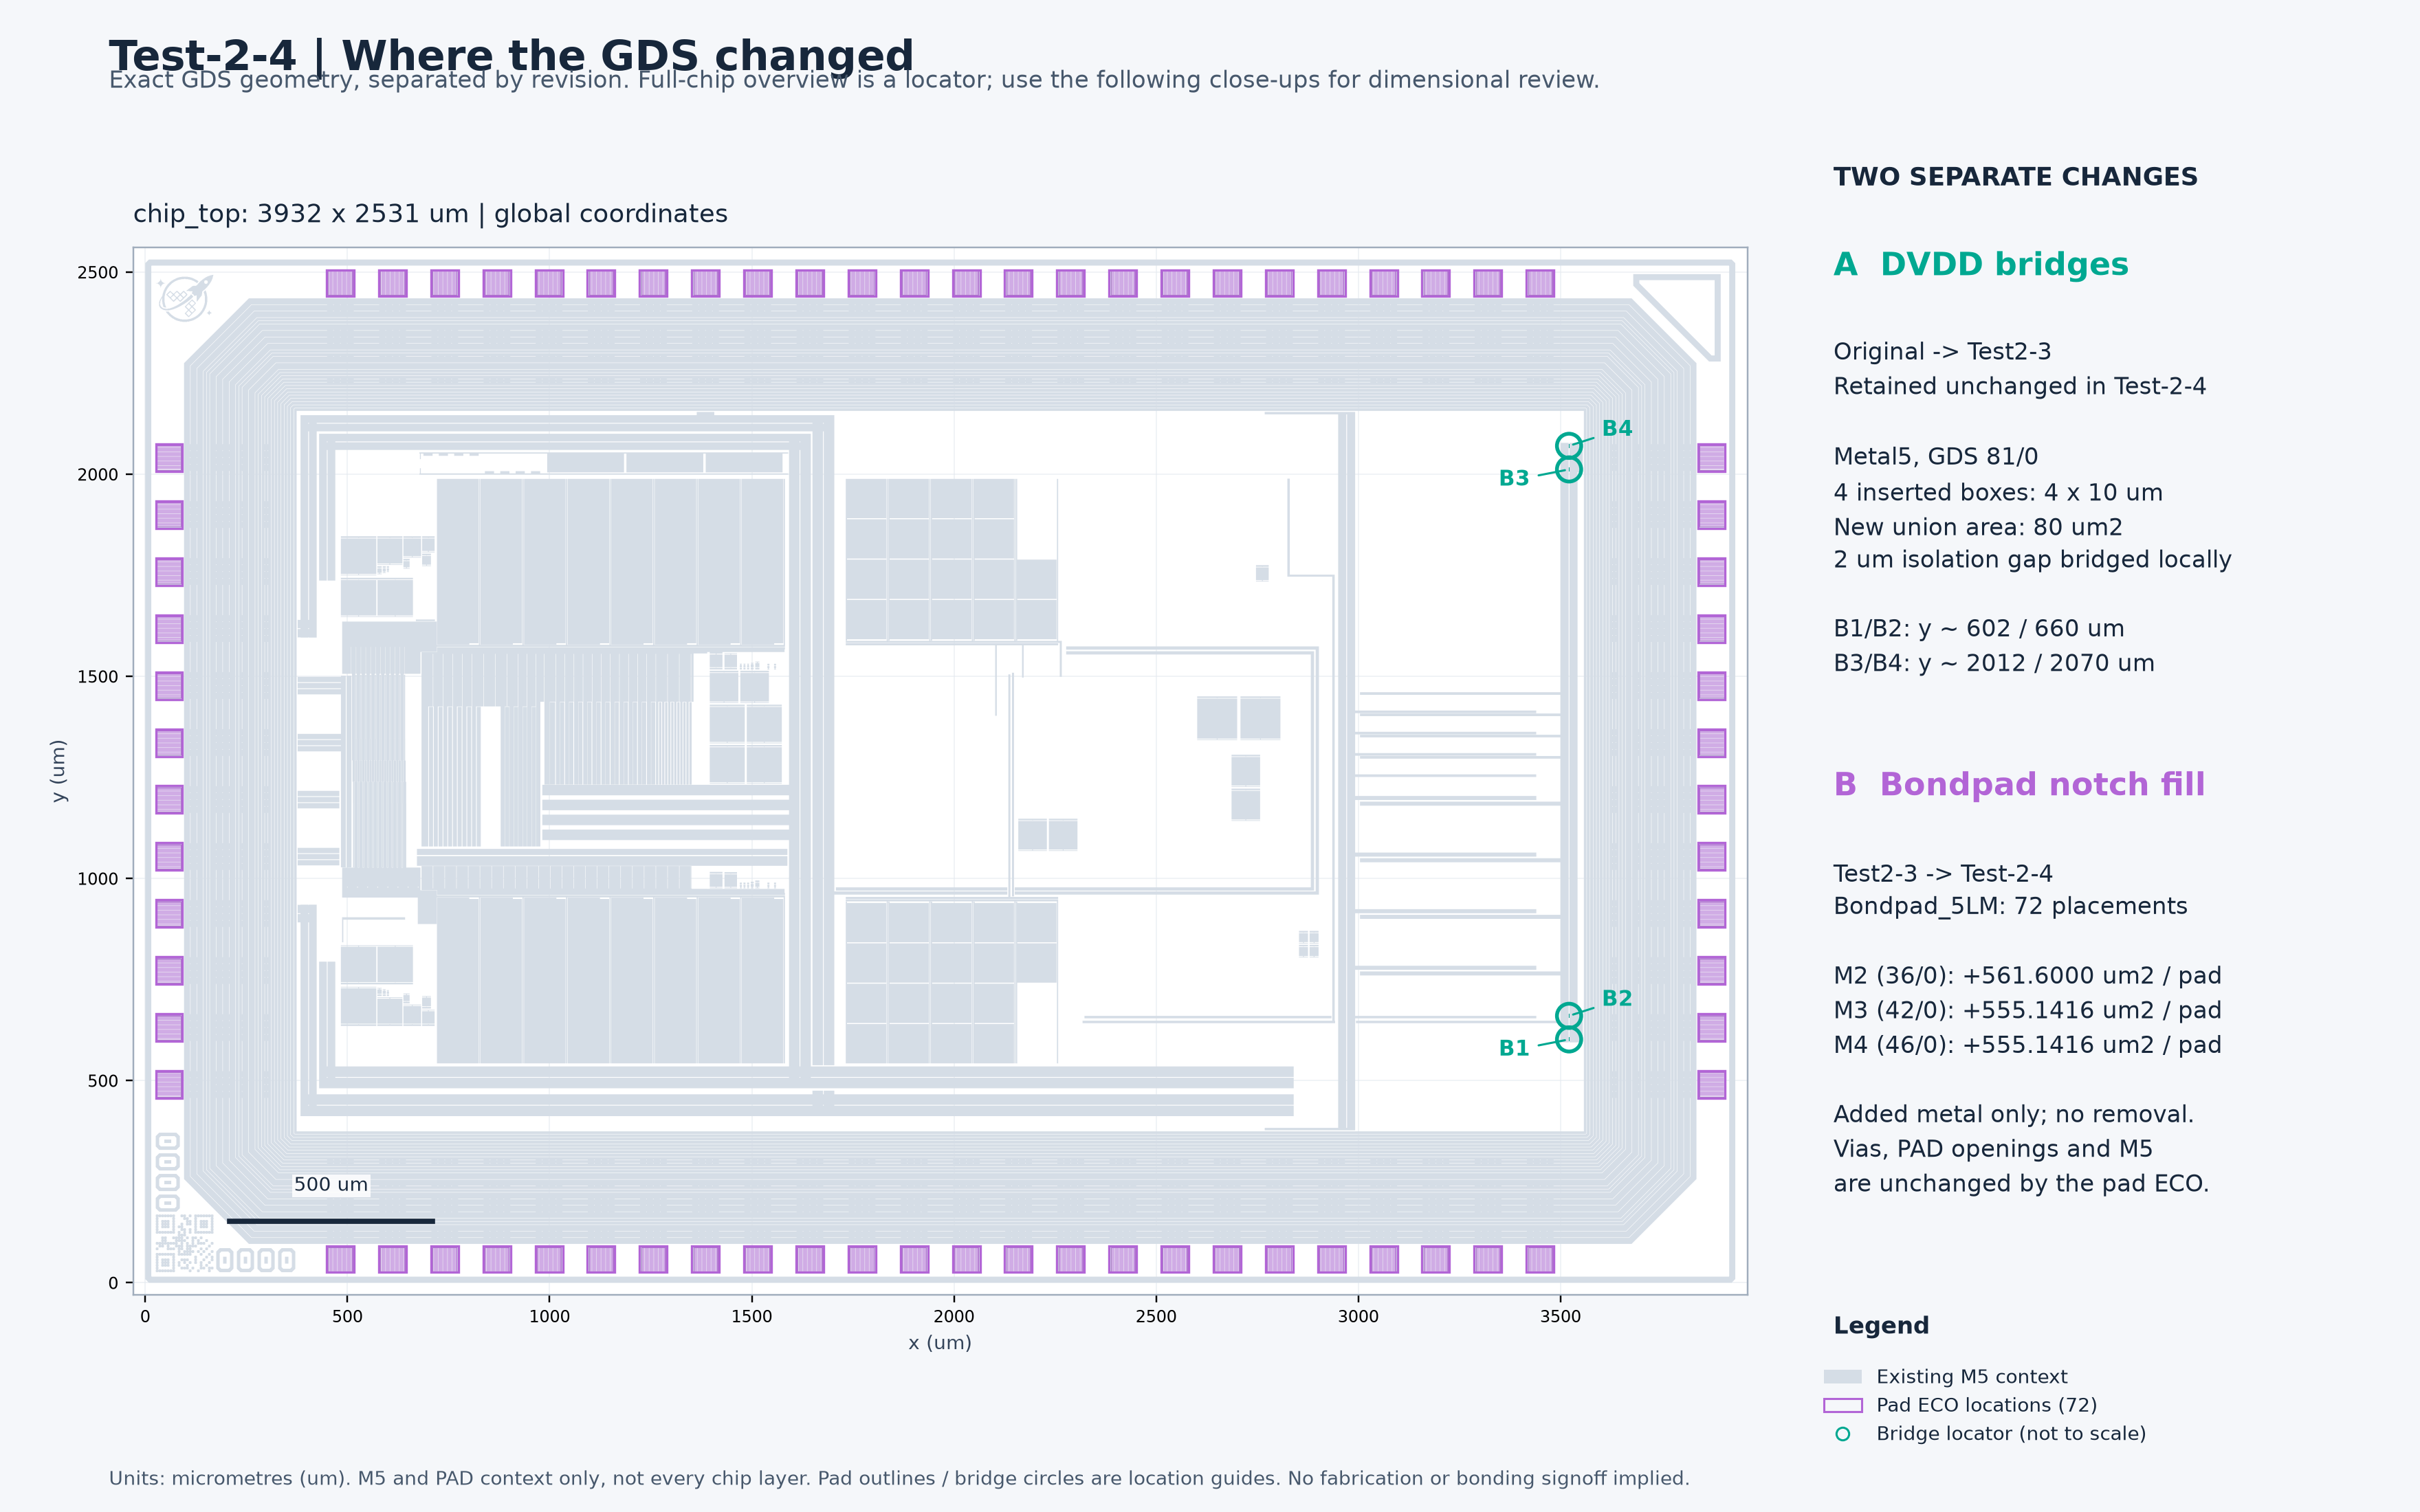 Test-2-4 | Where the GDS changed
Exact GDS geometry, separated by revision. Full-chip overview is a locator; use the following close-ups for dimensional review.
chip_top: 3932 x 2531 um | global coordinates
2500
2000
1500
1000
500
0
y (um)
0
500
1000
1500
2000
2500
3000
3500
x (um)
B4
B3
B2
B1
500 um
TWO SEPARATE CHANGES
A DVDD bridges
Original -> Test2-3
Retained unchanged in Test-2-4
Metal5, GDS 81/0
4 inserted boxes: 4 x 10 um
New union area: 80 um2
2 um isolation gap bridged locally
B1/B2: y ~ 602 / 660 um
B3/B4: y ~ 2012 / 2070 um
B Bondpad notch fill
Test2-3 -> Test-2-4
Bondpad_5LM: 72 placements
M2 (36/0): +561.6000 um2 / pad
M3 (42/0): +555.1416 um2 / pad
M4 (46/0): +555.1416 um2 / pad
Added metal only; no removal.
Vias, PAD openings and M5
are unchanged by the pad ECO.
Legend
Existing M5 context
Pad ECO locations (72)
Bridge locator (not to scale)
Units: micrometres (um). M5 and PAD context only, not every chip layer. Pad outlines / bridge circles are location guides. No fabrication or bonding signoff implied.